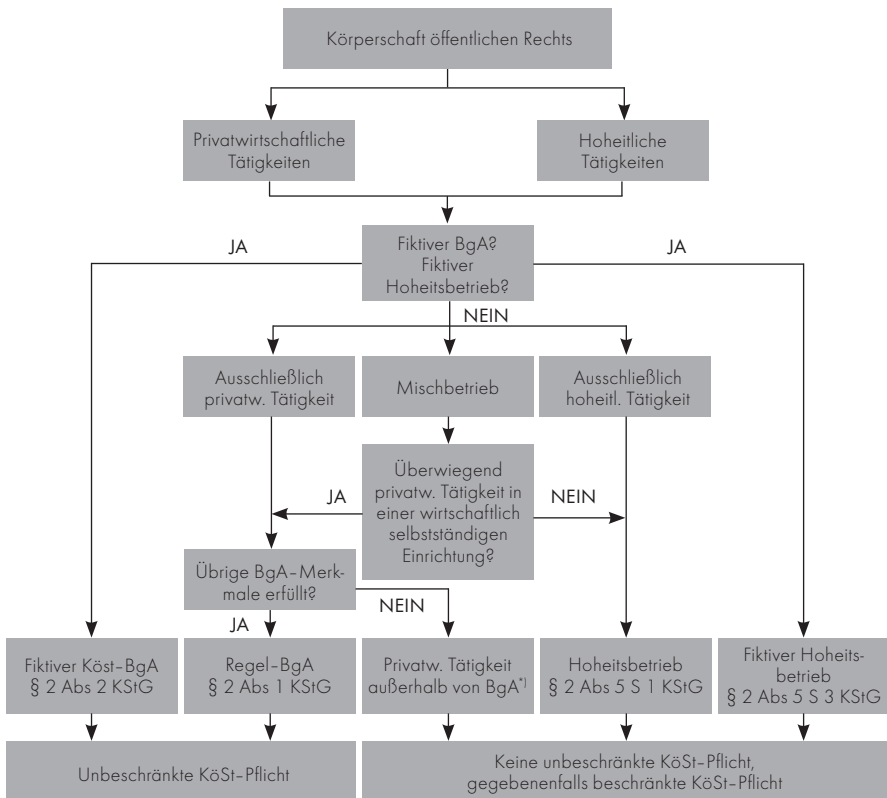 Körperschaft öffentlichen Rechts
Privatwirtschaftliche
Tätigkeiten
Hoheitliche
Tätigkeiten
JA
Fiktiver BgA?
Fiktiver
Hoheitsbetrieb?
JA
NEIN
Ausschließlich
privatw. Tätigkeit
Mischbetrieb
Ausschließlich
hoheitl. Tätigkeit
JA
Überwiegend
privatw. Tätigkeit in
einer wirtschaftlich
selbstständigen
Einrichtung?
NEIN
Übrige BgA-Merk-
male erfüllt?
NEIN
JA
Fiktiver Köst-BgA
§ 2 Abs 2 KStG
Regel-BgA
§ 2 Abs 1 KStG
Privatw. Tätigkeit
außerhalb von BgA*)
Hoheitsbetrieb
§ 2 Abs 5 S 1 KStG
Fiktiver Hoheits-
betrieb
§ 2 Abs 5 S 3 KStG
Unbeschränkte KöSt-Pflicht
Keine unbeschränkte KöSt-Pflicht,
gegebenenfalls beschränkte KöSt-Pflicht